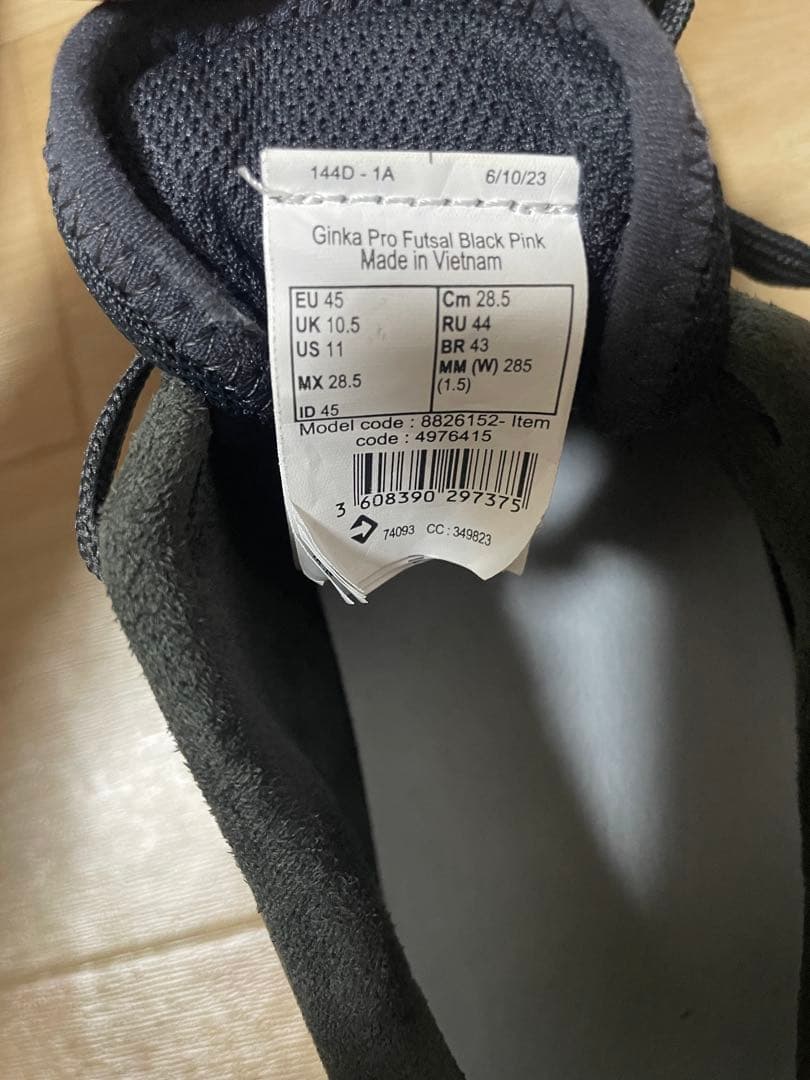 144D - 1A 6/10/23
Ginka Pro Futsal Black Pink
Made in Vietnam
EU 45 Cm 28.5
UK 10.5 RU 44
US 11 BR 43
MM (W) 285
MX 28.5 (1.5)
ID 45
Model code : 8826152- Item
code : 4976415
3 608390 297375
74093 CC : 349823